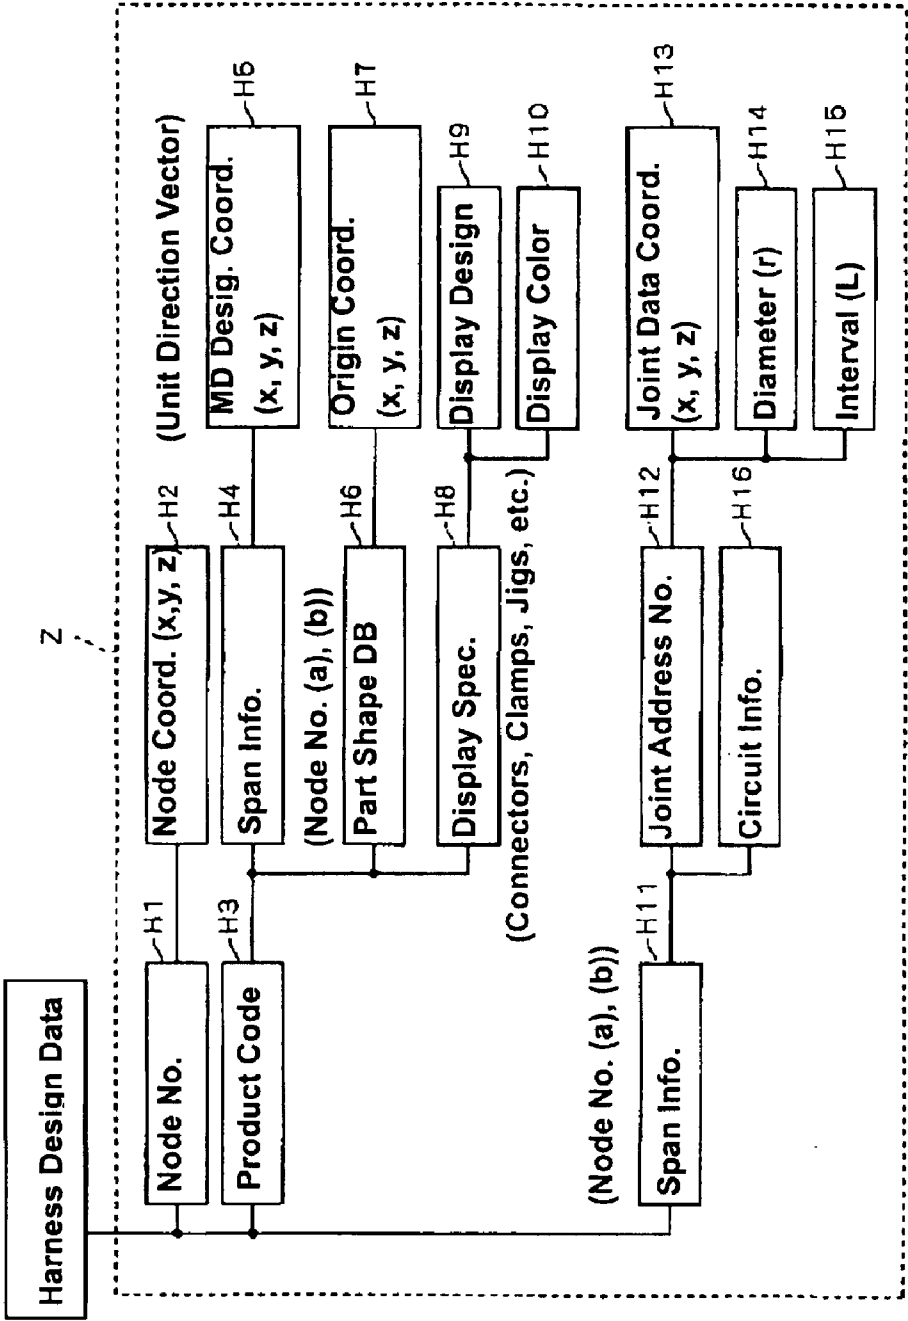 Harness Design Data
Z
Node No.
H1
Node Coord. (x,y, z)
H2
(Unit Direction Vector)
Product Code
H3
Span Info.
H4
MD Desig. Coord.
(x, y, z)
H5
(Node No. (a), (b))
Part Shape DB
H6
Origin Coord.
(x, y, z)
H7
Display Spec.
H8
(Connectors, Clamps, Jigs, etc.)
Display Design
H9
Display Color
H10
(Node No. (a), (b))
Span Info.
H11
Joint Address No.
H12
Joint Data Coord.
(x, y, z)
H13
Circuit Info.
H16
Diameter (r)
H14
Interval (L)
H15